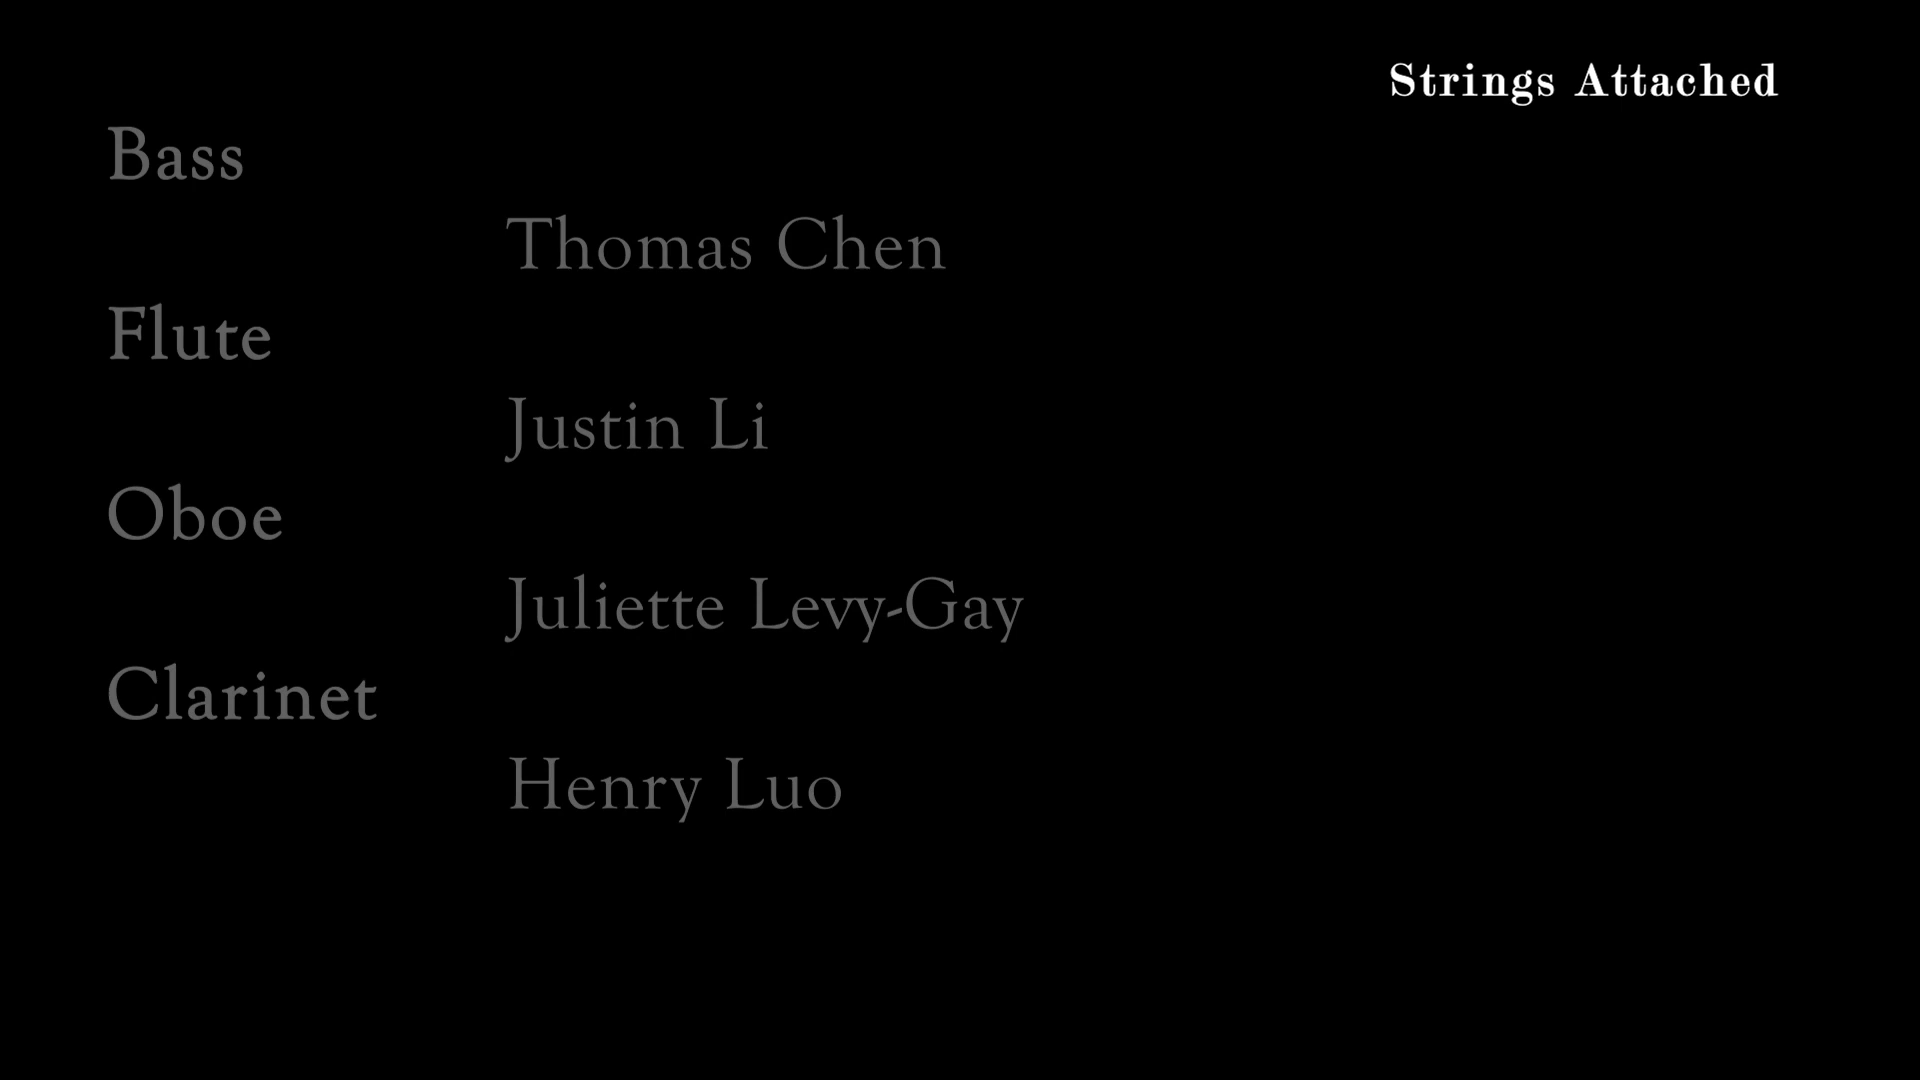 Strings Attached
Bass
Thomas Chen
Flute
Justin Li
Oboe
Juliette Levy-Gay
Clarinet
Henry Luo